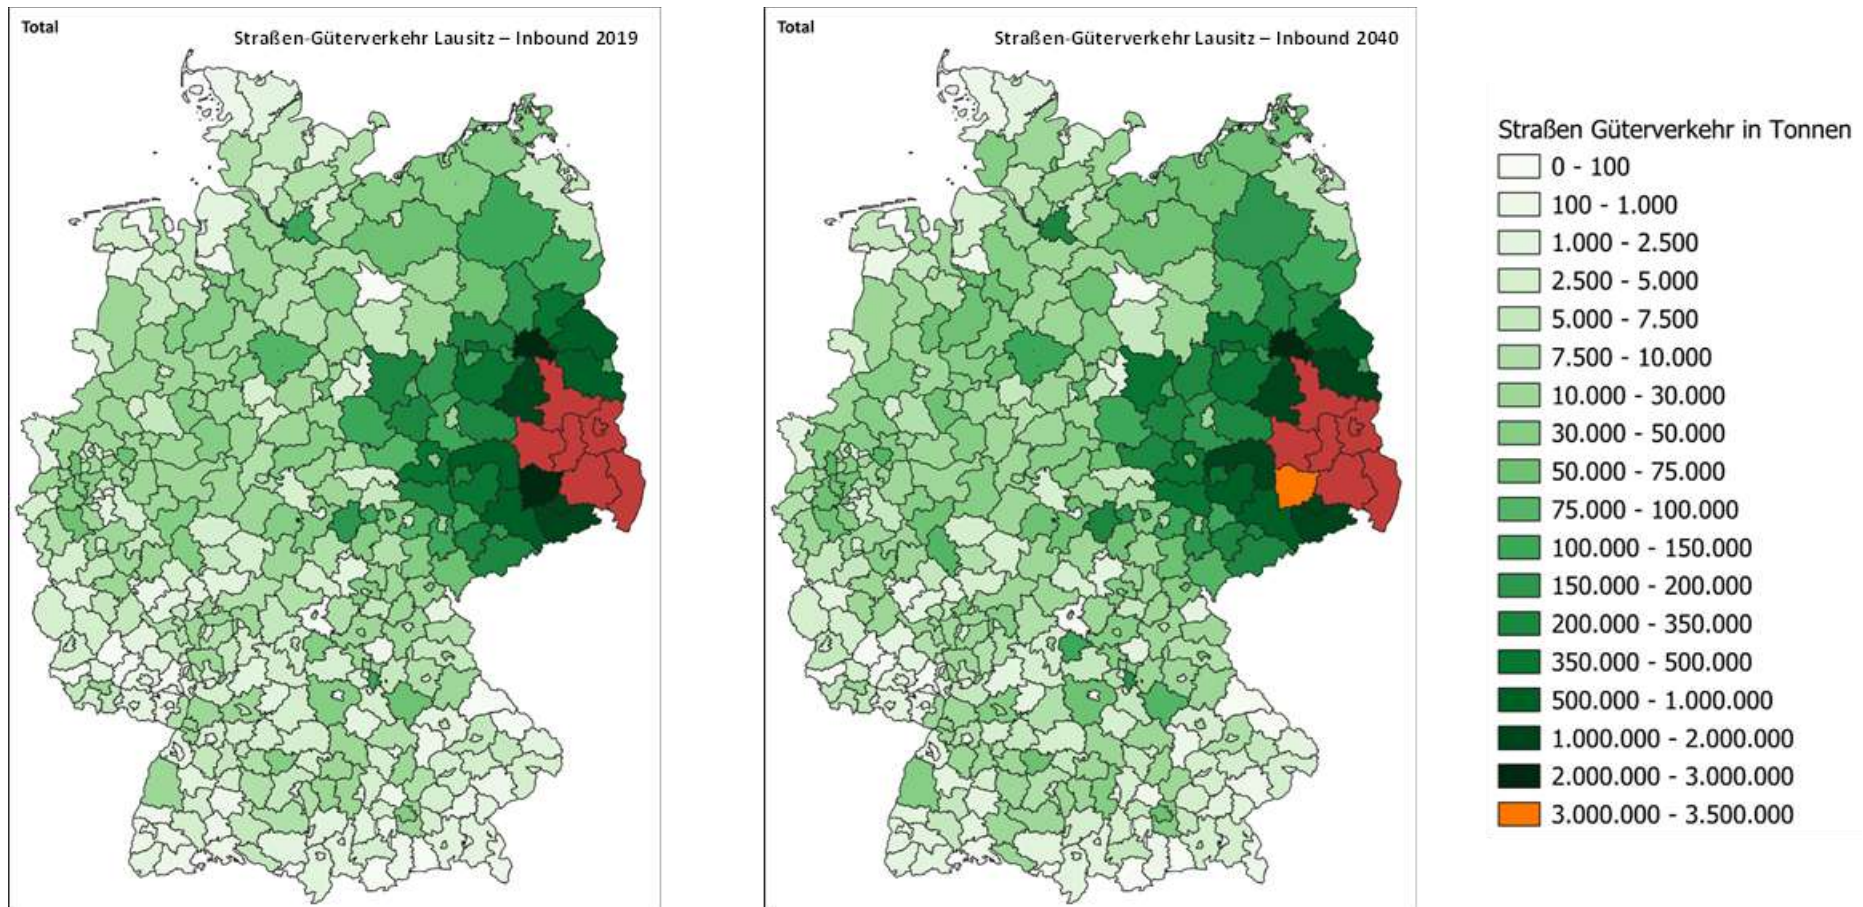 Total
Straßen-Güterverkehr Lausitz – Inbound 2019
Total
Straßen-Güterverkehr Lausitz – Inbound 2040
Straßen Güterverkehr in Tonnen
0 - 100
100 - 1.000
1.000 - 2.500
2.500 - 5.000
5.000 - 7.500
7.500 - 10.000
10.000 - 30.000
30.000 - 50.000
50.000 - 75.000
75.000 - 100.000
100.000 - 150.000
150.000 - 200.000
200.000 - 350.000
350.000 - 500.000
500.000 - 1.000.000
1.000.000 - 2.000.000
2.000.000 - 3.000.000
3.000.000 - 3.500.000